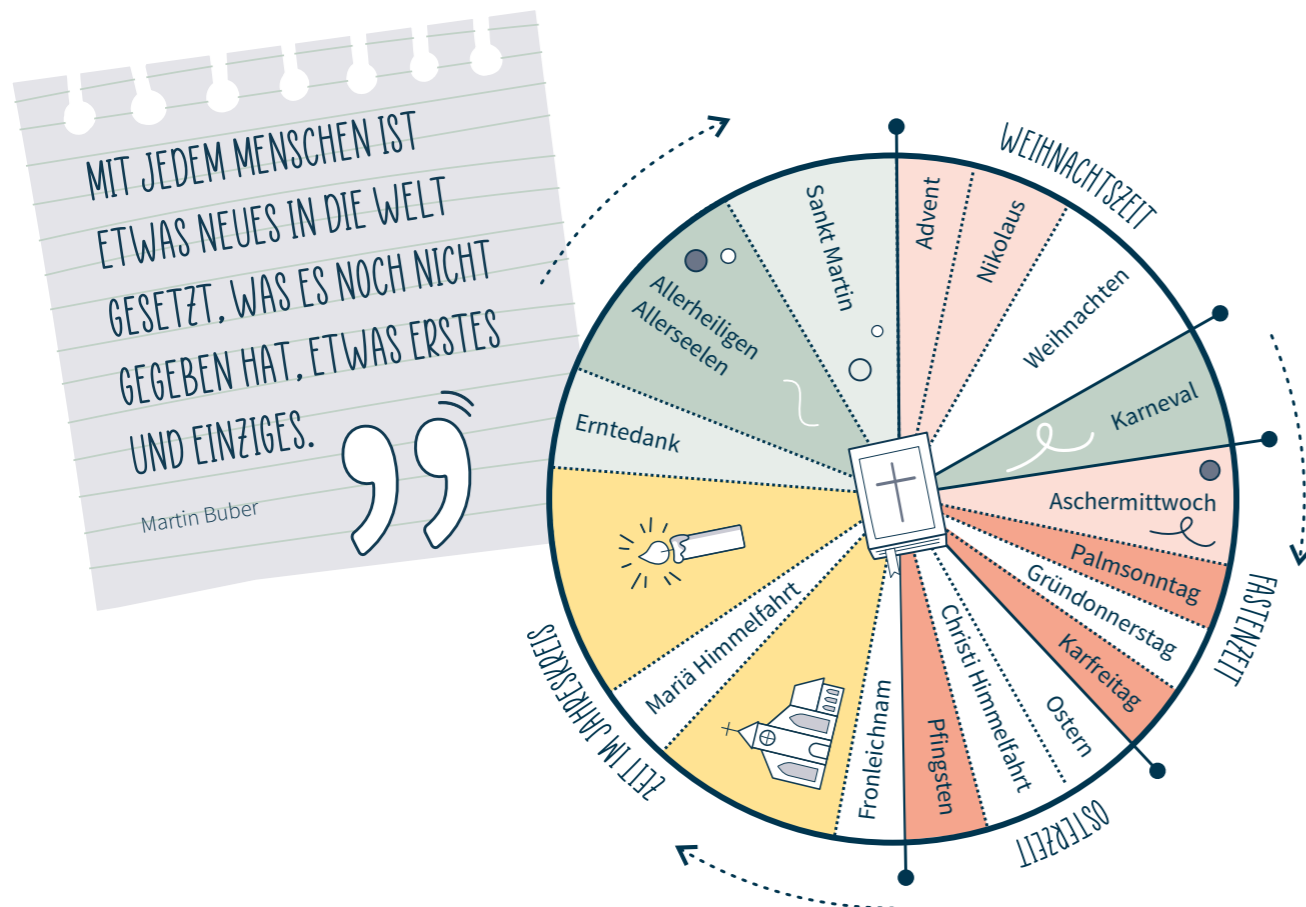 MIT JEDEM MENSCHEN IST
ETWAS NEUES IN DIE WELT
GESETZT, WAS ES NOCH NICHT
GEGEBEN HAT, ETWAS ERSTES
UND EINZIGES.
Martin Buber
WEIHNACHTSZEIT
Advent
Nikolaus
Weihnachten
Karneval
FASTENZEIT
Aschermittwoch
Palmsonntag
Gründonnerstag
Karfreitag
OSTERZEIT
Ostern
Christi Himmelfahrt
Pfingsten
ZEIT IM JAHRESKREIS
Fronleichnam
Mariä Himmelfahrt
Erntedank
Allerheiligen
Allerseelen
Sankt Martin